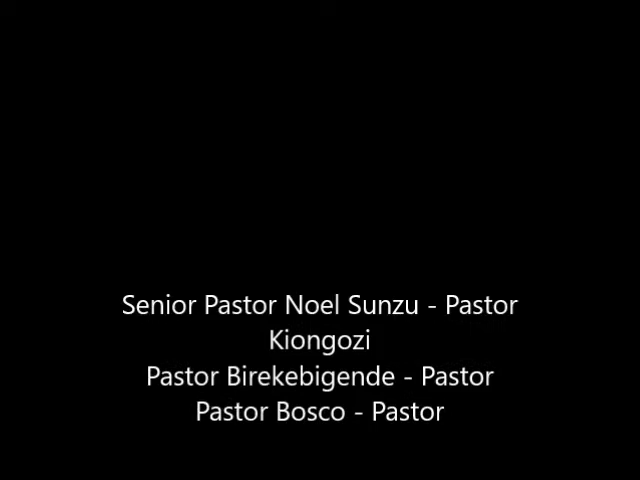 Senior Pastor Noel Sunzu - Pastor
Kiongozi
Pastor Birekebigende - Pastor
Pastor Bosco - Pastor